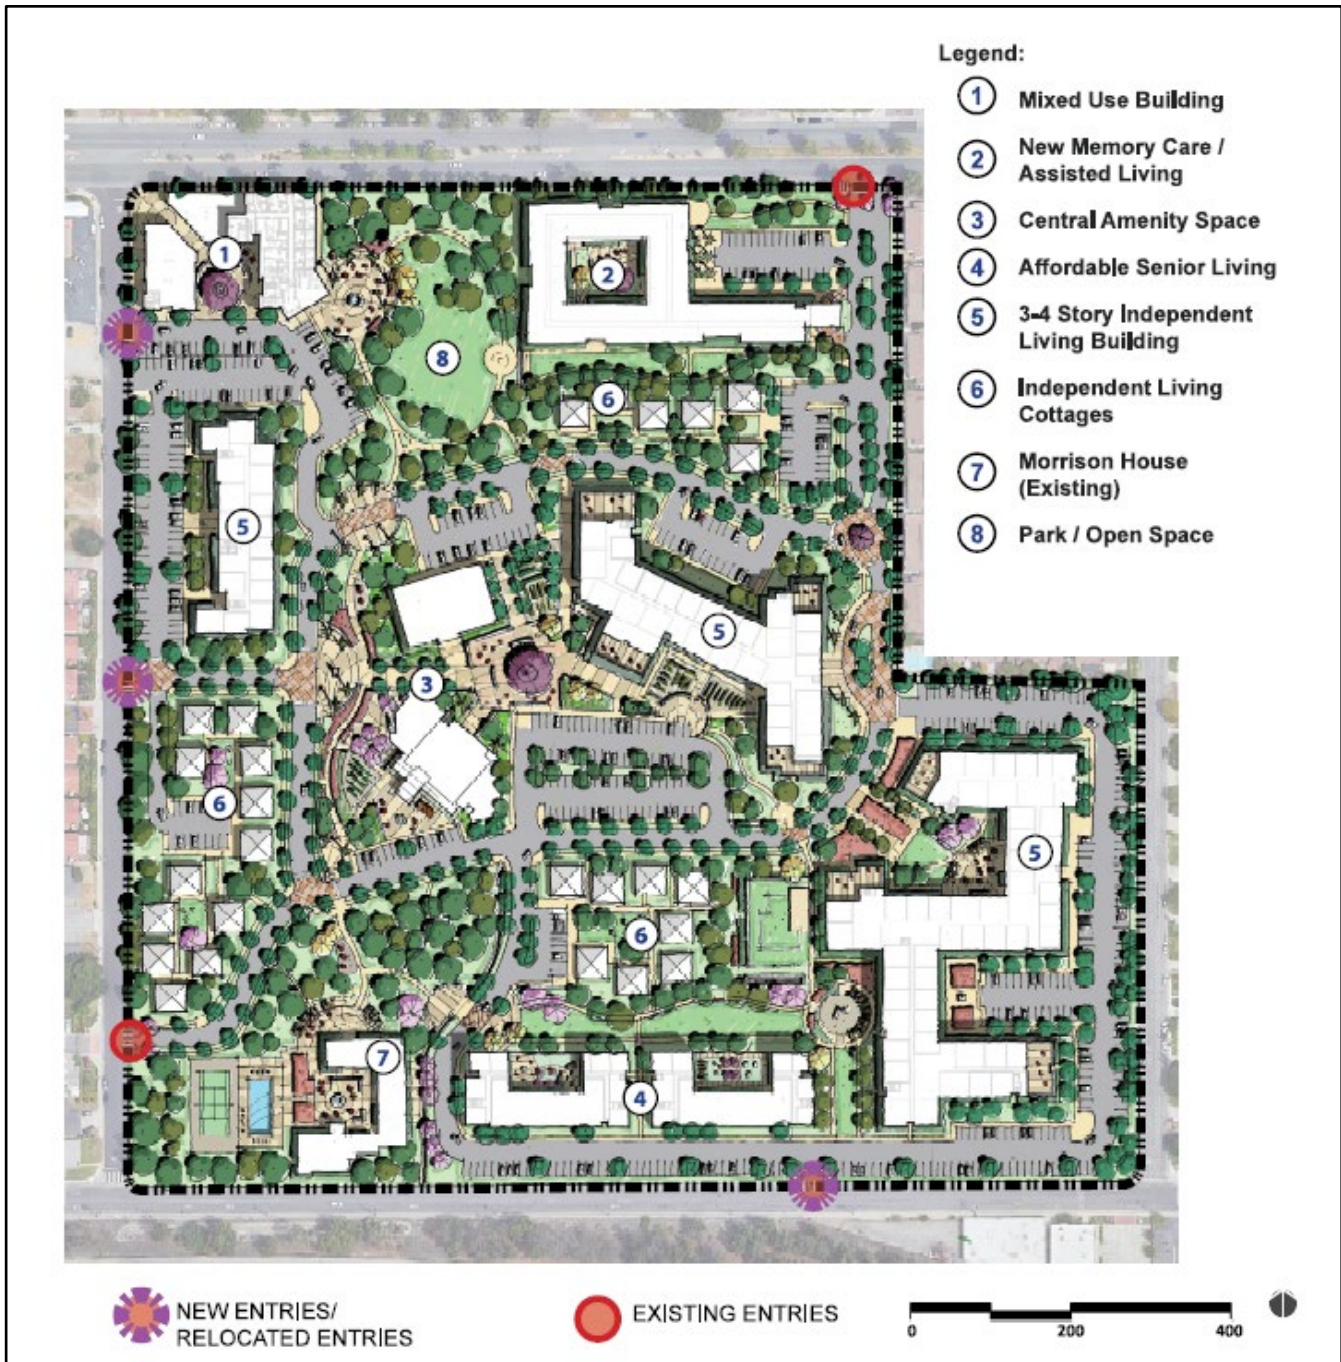 Legend:
1 Mixed Use Building
2 New Memory Care /
Assisted Living
3 Central Amenity Space
4 Affordable Senior Living
5 3-4 Story Independent
Living Building
6 Independent Living
Cottages
7 Morrison House
(Existing)
8 Park / Open Space
1
2
8
6
5
5
3
6
5
6
7
4
NEW ENTRIES/
RELOCATED ENTRIES
EXISTING ENTRIES
0 200 400